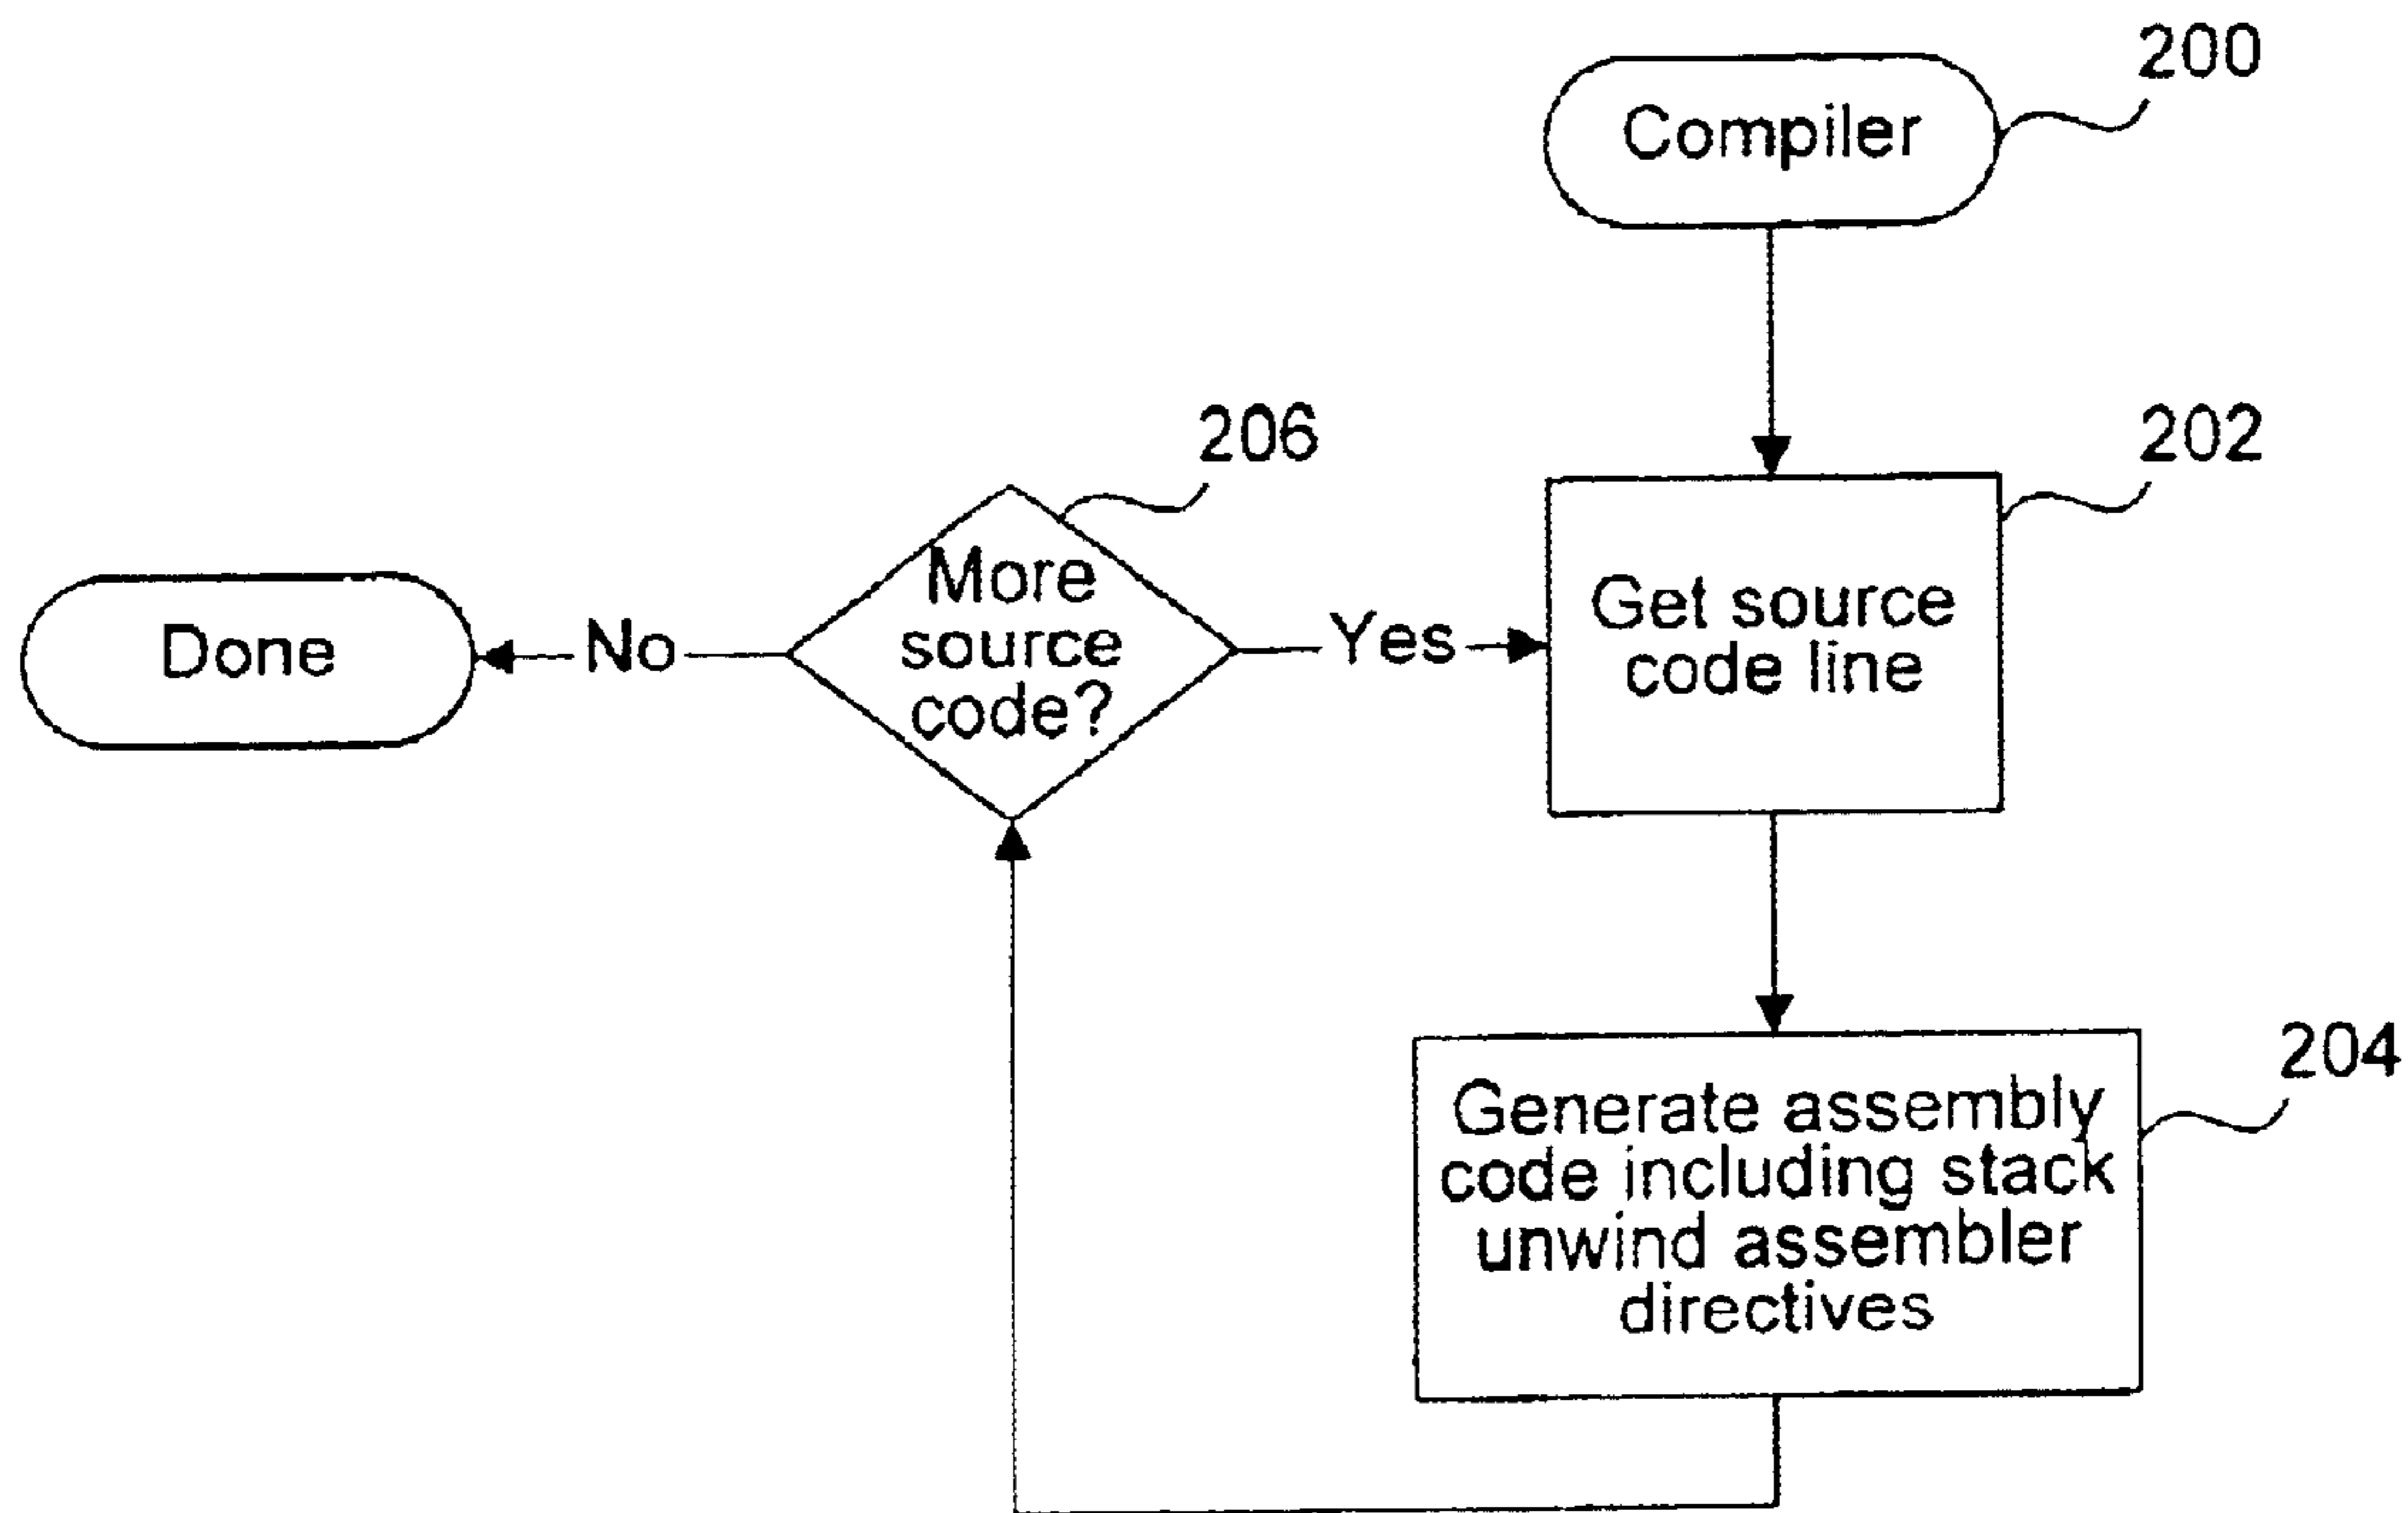 200
Compiler
206
202
More
source
code?
Done
No
Yes
Get source
code line
204
Generate assembly
code including stack
unwind assembler
directives